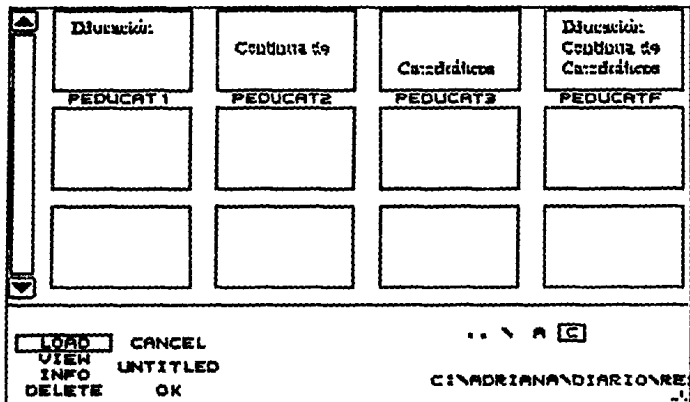 Educación
Continua de
Catedráticos
Educación
Continua de
Catedráticos
PEDUCAT1 PEDUCAT2 PEDUCAT3 PEDUCATF
LOAD CANCEL
VIEW
INFO UNTITLED
DELETE OK
.. \ A C
C:\ADRIANA\DIARIO\RE